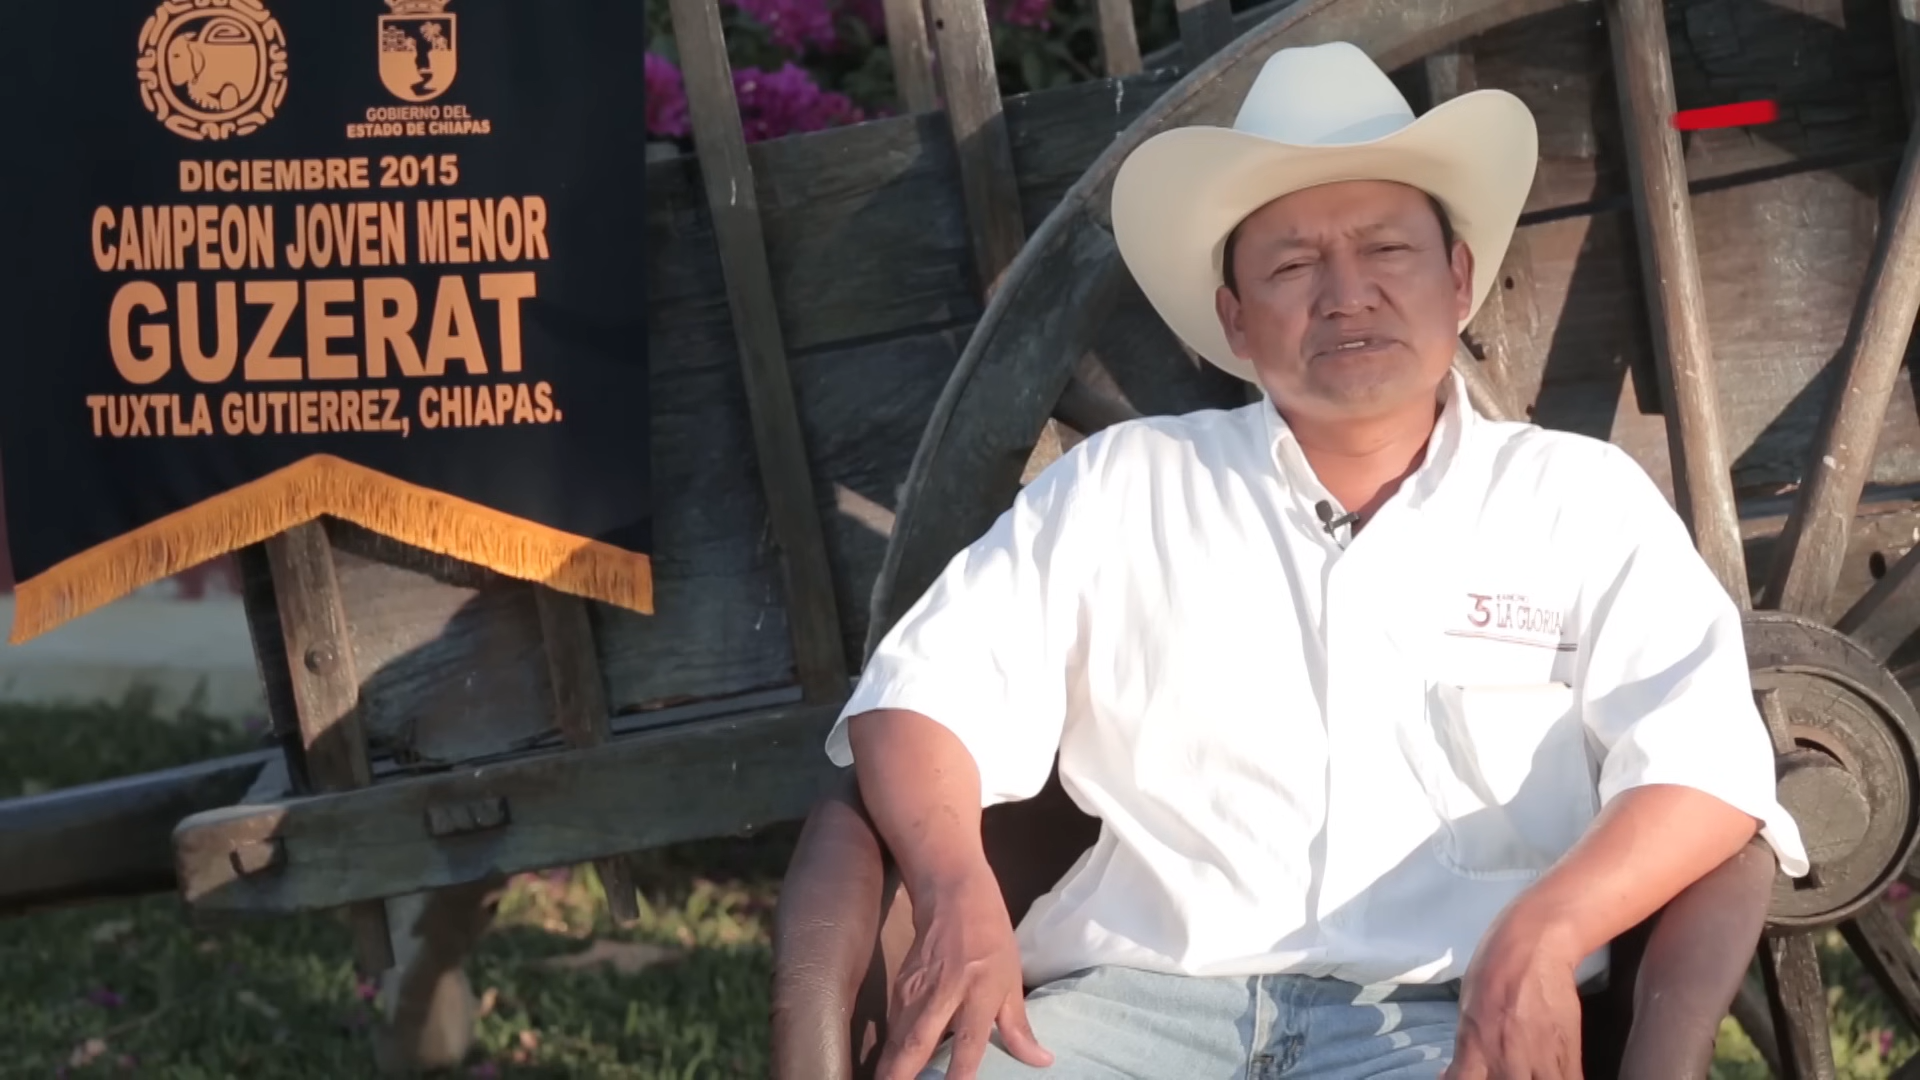 GOBIERNO DEL
ESTADO DE CHIAPAS
DICIEMBRE 2015
CAMPEON JOVEN MENOR
GUZERAT
TUXTLA GUTIERREZ, CHIAPAS.
LA GLORIA